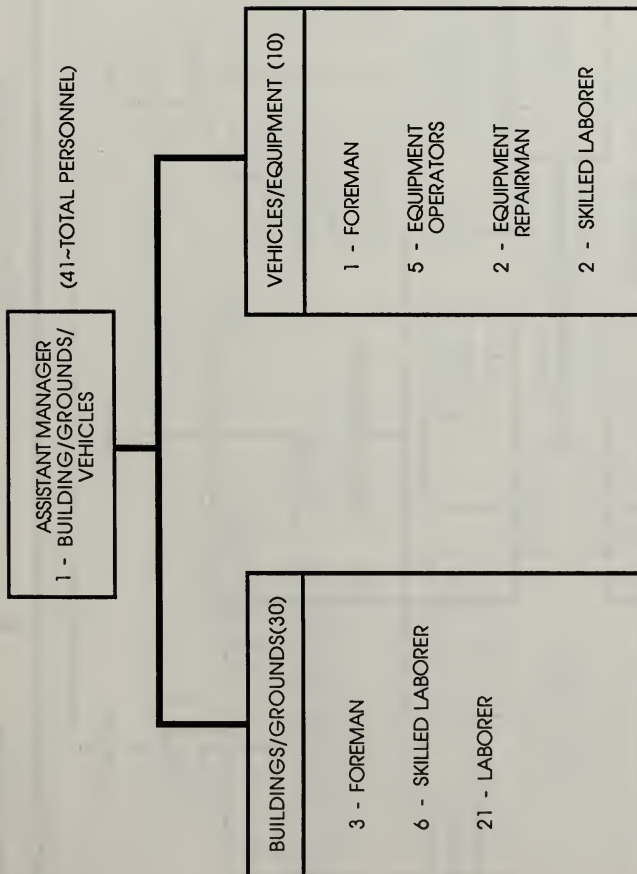 ASSISTANT MANAGER
1 - BUILDING/GROUNDS/
VEHICLES
(41~TOTAL PERSONNEL)
BUILDINGS/GROUNDS(30)
3 - FOREMAN
6 - SKILLED LABORER
21 - LABORER
VEHICLES/EQUIPMENT (10)
1 - FOREMAN
5 - EQUIPMENT
OPERATORS
2 - EQUIPMENT
REPAIRMAN
2 - SKILLED LABORER